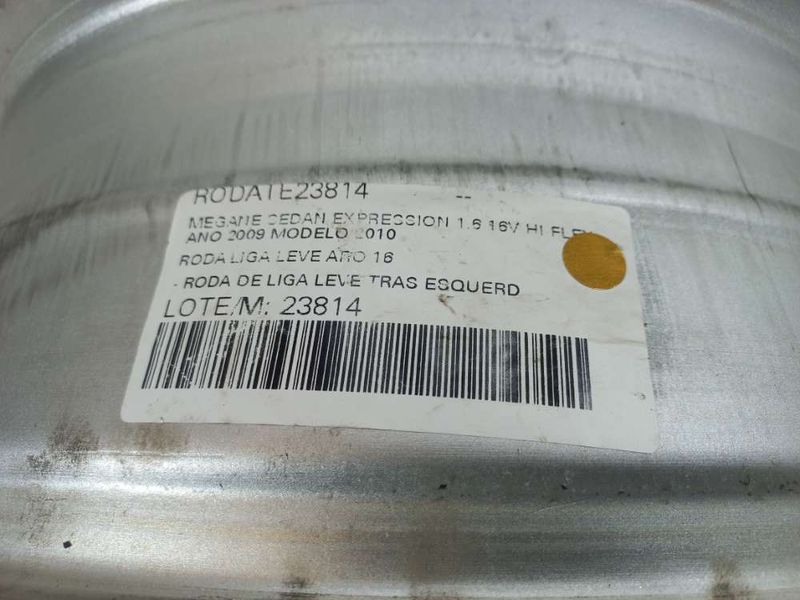 RODATE23814 --
MEGANE SEDAN EXPRESSION 1.6 16V HI FLEX
ANO 2009 MODELO 2010
RODA LIGA LEVE ARO 16
- RODA DE LIGA LEVE TRAS ESQUERD
LOTE/M: 23814